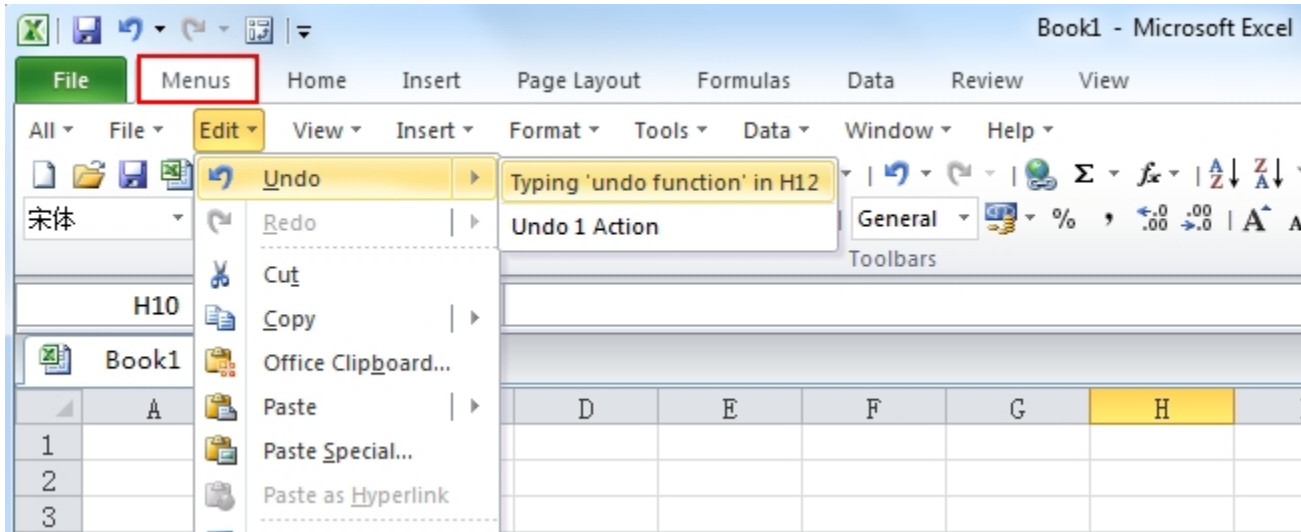 Book1 - Microsoft Excel
File Menus Home Insert Page Layout Formulas Data Review View
All File Edit View Insert Format Tools Data Window Help
Undo Typing 'undo function' in H12
宋体 Redo Undo 1 Action General % , A A
Toolbars
Cut
H10 Copy
Book1 Office Clipboard...
A Paste D E F G H
1
Paste Special...
2
Paste as Hyperlink
3